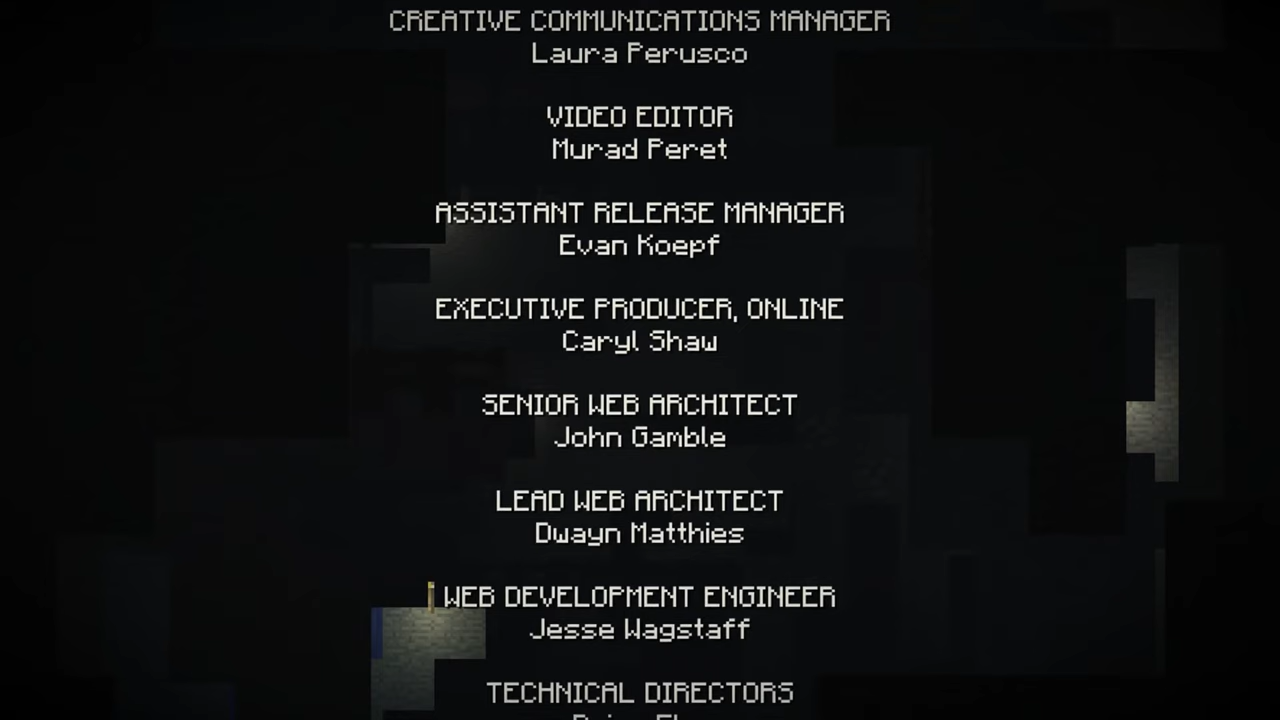 CREATIVE COMMUNICATIONS MANAGER
Laura Perusco
VIDEO EDITOR
Murad Peret
ASSISTANT RELEASE MANAGER
Evan Koepf
EXECUTIVE PRODUCER, ONLINE
Caryl Shaw
SENIOR WEB ARCHITECT
John Gamble
LEAD WEB ARCHITECT
Dwayn Matthies
WEB DEVELOPMENT ENGINEER
Jesse Wagstaff
TECHNICAL DIRECTORS